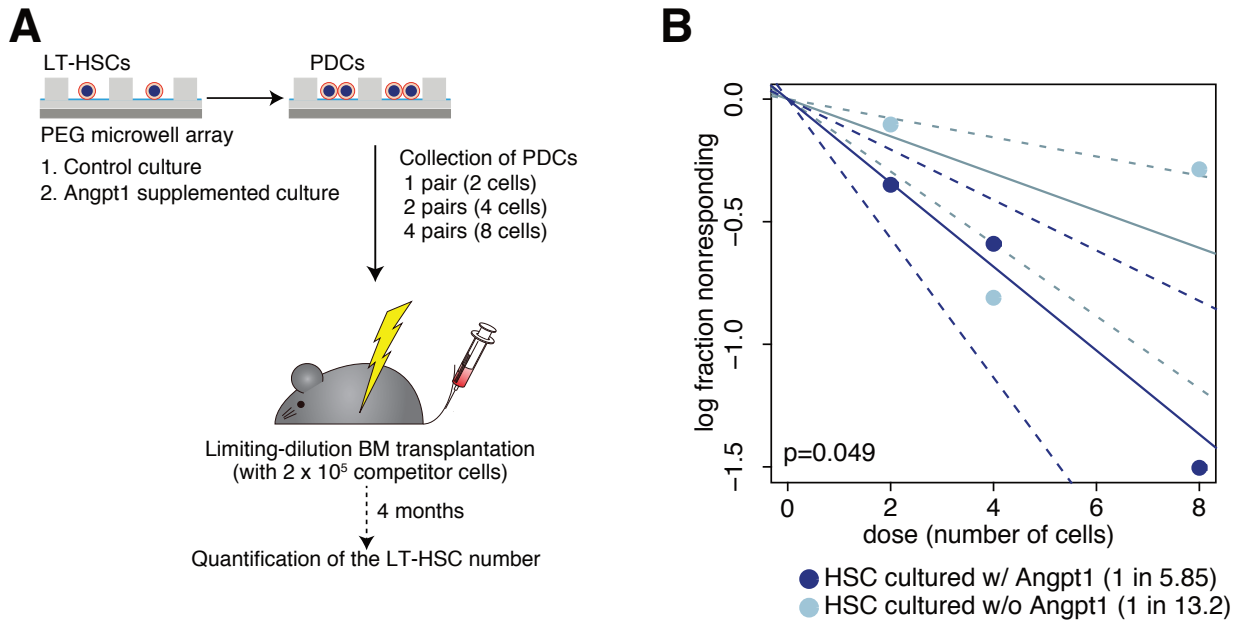 A
LT-HSCs
PDCs
PEG microwell array
1. Control culture
2. Angpt1 supplemented culture
Collection of PDCs
1 pair (2 cells)
2 pairs (4 cells)
4 pairs (8 cells)
Limiting-dilution BM transplantation
(with 2 x 10⁵ competitor cells)
4 months
Quantification of the LT-HSC number
B
log fraction nonresponding
0.0
−0.5
−1.0
−1.5
p=0.049
0 2 4 6 8
dose (number of cells)
HSC cultured w/ Angpt1 (1 in 5.85)
HSC cultured w/o Angpt1 (1 in 13.2)